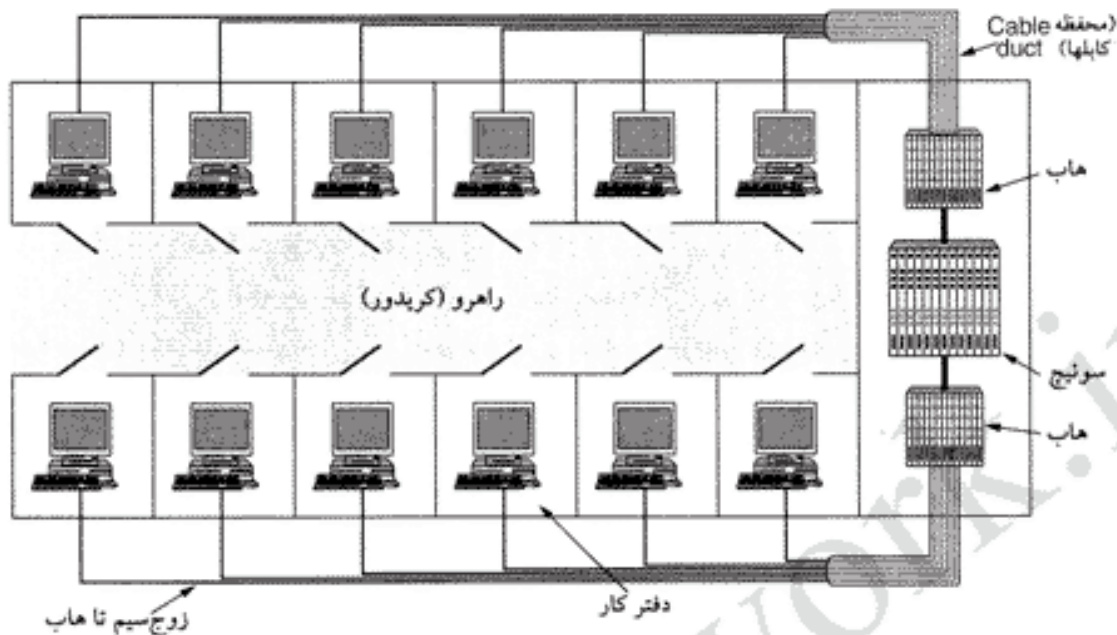 Cable (محفظه
duct (کابلها
هاب
راهرو (کریدور)
سوئیچ
هاب
دفتر کار
زوج‌سیم تا هاب